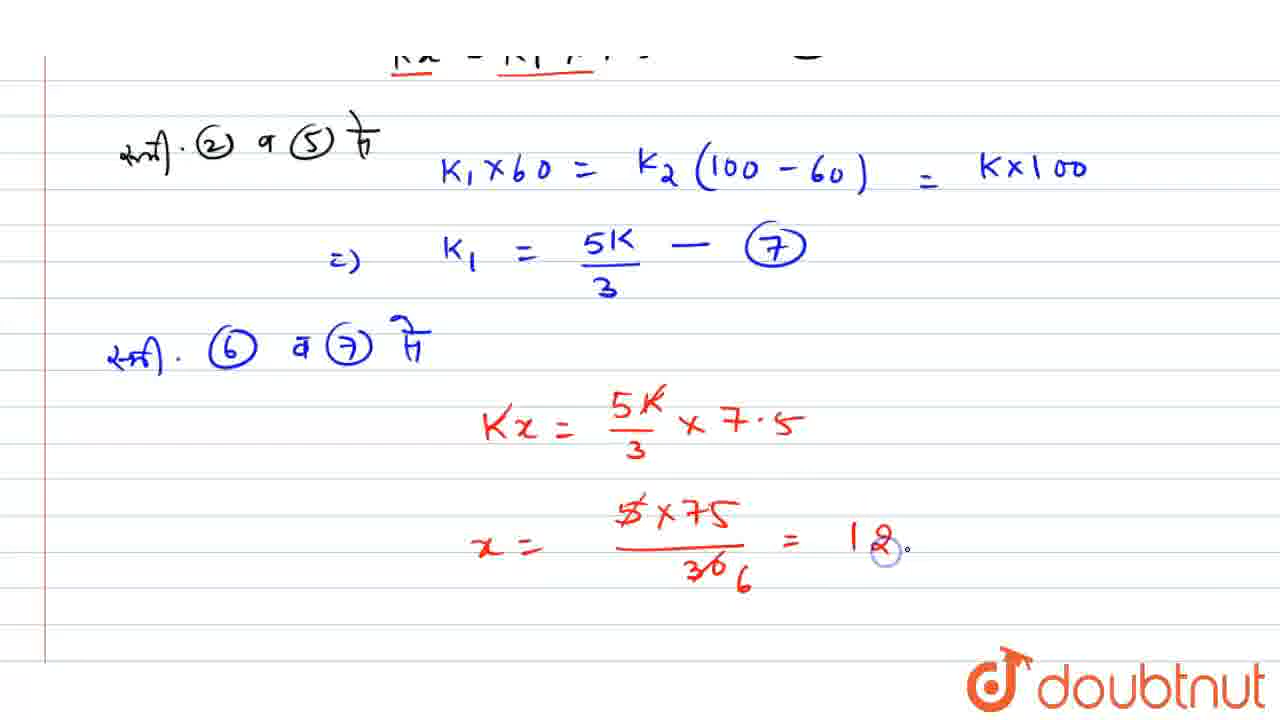 समी. ② व ⑤ से
K₁ × 60 = K₂ (100 - 60) = K × 100
=) K₁ = 5K/3 — ⑦
समी. ⑥ व ⑦ से
Kx = 5K/3 × 7.5
x = 5 × 75 / 30 6 = 12.
doubtnut